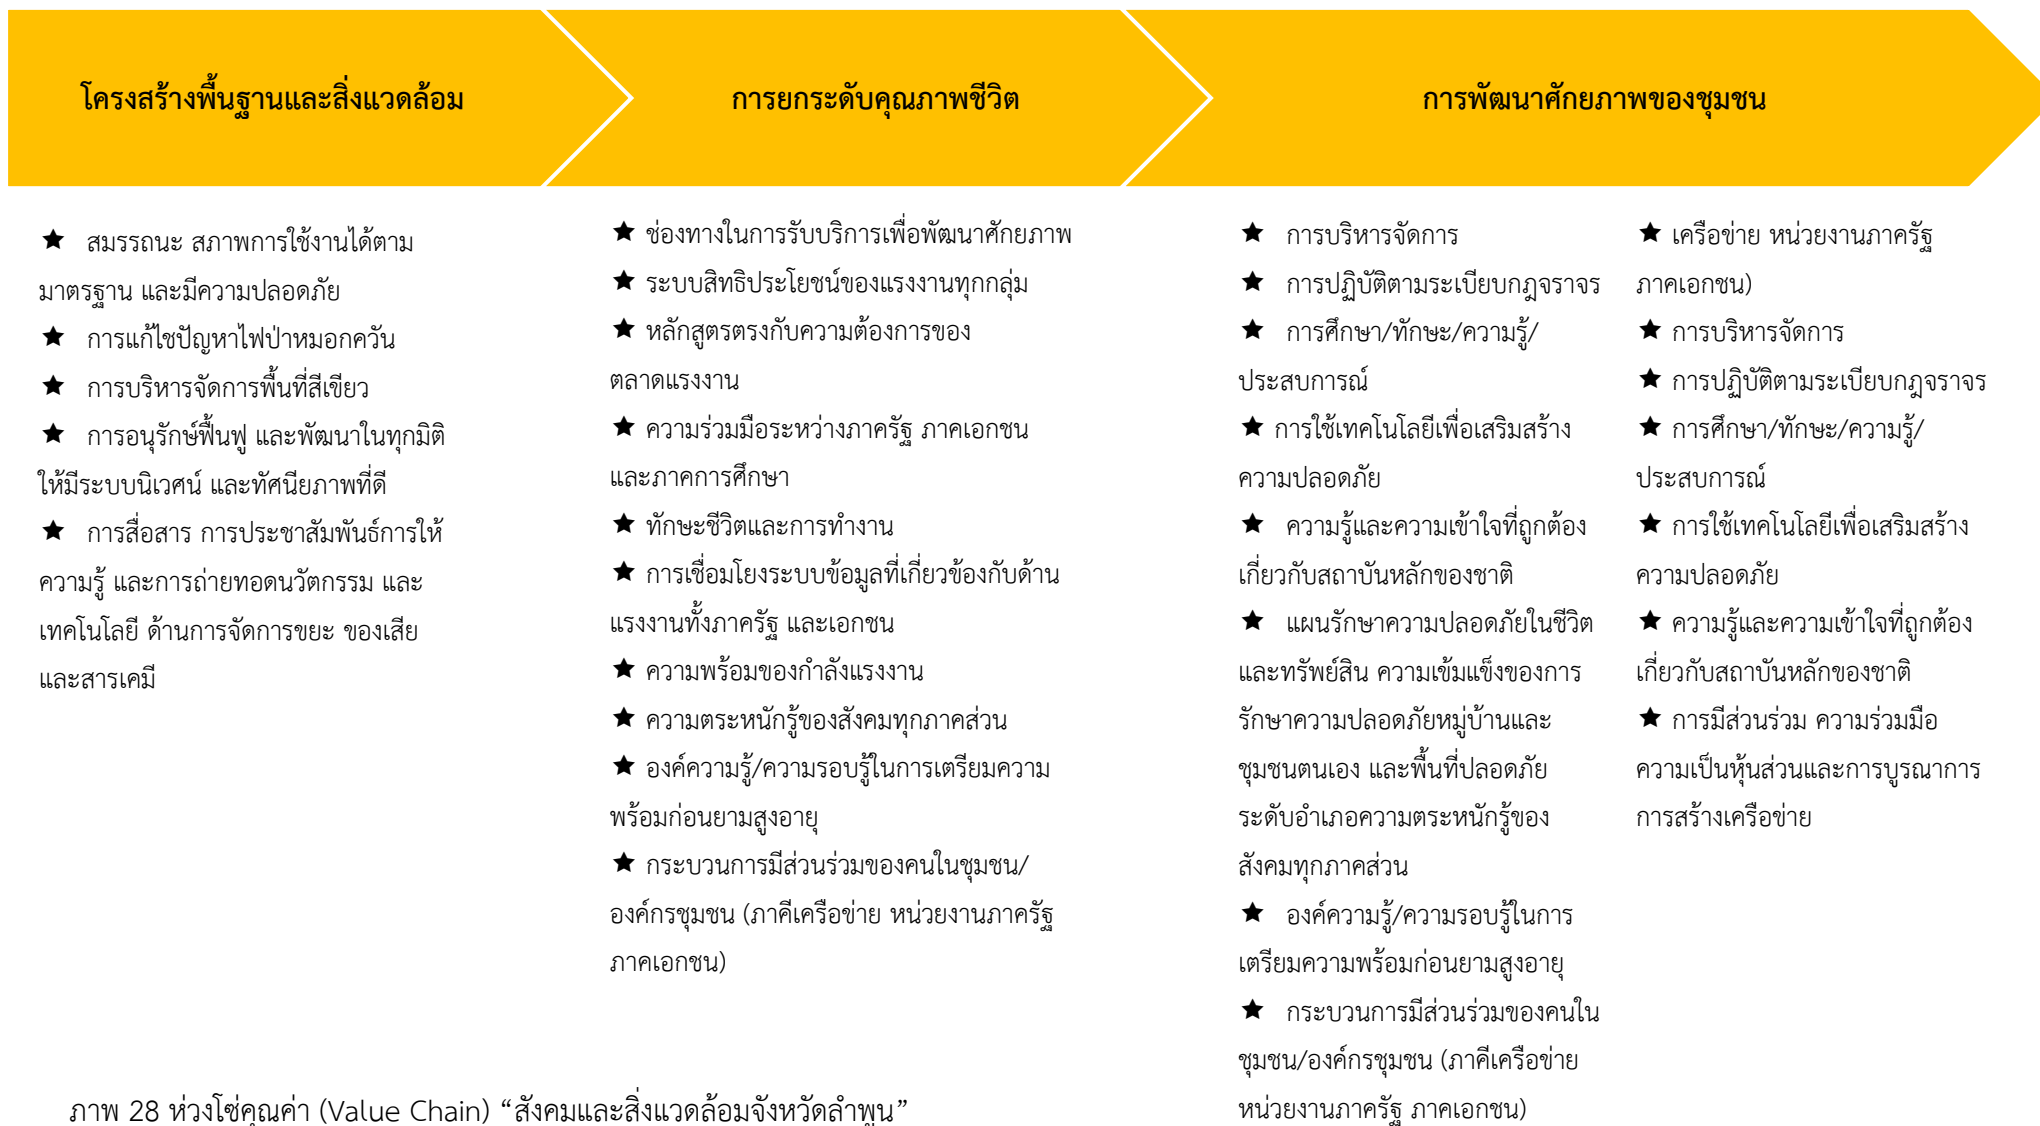 โครงสร้างพื้นฐานและสิ่งแวดล้อม
การยกระดับคุณภาพชีวิต
การพัฒนาศักยภาพของชุมชน
★ สมรรถนะ สภาพการใช้งานได้ตาม
มาตรฐาน และมีความปลอดภัย
★ การแก้ไชปัญหาไฟป่าหมอกควัน
★ การบริหารจัดการพื้นที่สีเขียว
★ การอนุรักษ์ฟื้นฟู และพัฒนาในทุกมิติ
ให้มีระบบนิเวศน์ และทัศนียภาพที่ดี
★ การสื่อสาร การประชาสัมพันธ์การให้
ความรู้ และการถ่ายทอดนวัตกรรม และ
เทคโนโลยี ด้านการจัดการขยะ ของเสีย
และสารเคมี
★ ช่องทางในการรับบริการเพื่อพัฒนาศักยภาพ
★ ระบบสิทธิประโยชน์ของแรงงานทุกกลุ่ม
★ หลักสูตรตรงกับความต้องการของ
ตลาดแรงงาน
★ ความร่วมมือระหว่างภาครัฐ ภาคเอกชน
และภาคการศึกษา
★ ทักษะชีวิตและการทำงาน
★ การเชื่อมโยงระบบข้อมูลที่เกี่ยวข้องกับด้าน
แรงงานทั้งภาครัฐ และเอกชน
★ ความพร้อมของกำลังแรงงาน
★ ความตระหนักรู้ของสังคมทุกภาคส่วน
★ องค์ความรู้/ความรอบรู้ในการเตรียมความ
พร้อมก่อนยามสูงอายุ
★ กระบวนการมีส่วนร่วมของคนในชุมชน/
องค์กรชุมชน (ภาคีเครือข่าย หน่วยงานภาครัฐ
ภาคเอกชน)
★ การบริหารจัดการ
★ การปฏิบัติตามระเบียบกฎจราจร
★ การศึกษา/ทักษะ/ความรู้/
ประสบการณ์
★ การใช้เทคโนโลยีเพื่อเสริมสร้าง
ความปลอดภัย
★ ความรู้และความเข้าใจที่ถูกต้อง
เกี่ยวกับสถาบันหลักของชาติ
★ แผนรักษาความปลอดภัยในชีวิต
และทรัพย์สิน ความเข้มแข็งของการ
รักษาความปลอดภัยหมู่บ้านและ
ชุมชนตนเอง และพื้นที่ปลอดภัย
ระดับอำเภอความตระหนักรู้ของ
สังคมทุกภาคส่วน
★ องค์ความรู้/ความรอบรู้ในการ
เตรียมความพร้อมก่อนยามสูงอายุ
★ กระบวนการมีส่วนร่วมของคนใน
ชุมชน/องค์กรชุมชน (ภาคีเครือข่าย
หน่วยงานภาครัฐ ภาคเอกชน)
★ เครือข่าย หน่วยงานภาครัฐ
ภาคเอกชน)
★ การบริหารจัดการ
★ การปฏิบัติตามระเบียบกฎจราจร
★ การศึกษา/ทักษะ/ความรู้/
ประสบการณ์
★ การใช้เทคโนโลยีเพื่อเสริมสร้าง
ความปลอดภัย
★ ความรู้และความเข้าใจที่ถูกต้อง
เกี่ยวกับสถาบันหลักของชาติ
★ การมีส่วนร่วม ความร่วมมือ
ความเป็นหุ้นส่วนและการบูรณาการ
การสร้างเครือข่าย
ภาพ 28 ห่วงโซ่คุณค่า (Value Chain) “สังคมและสิ่งแวดล้อมจังหวัดลำพูน”